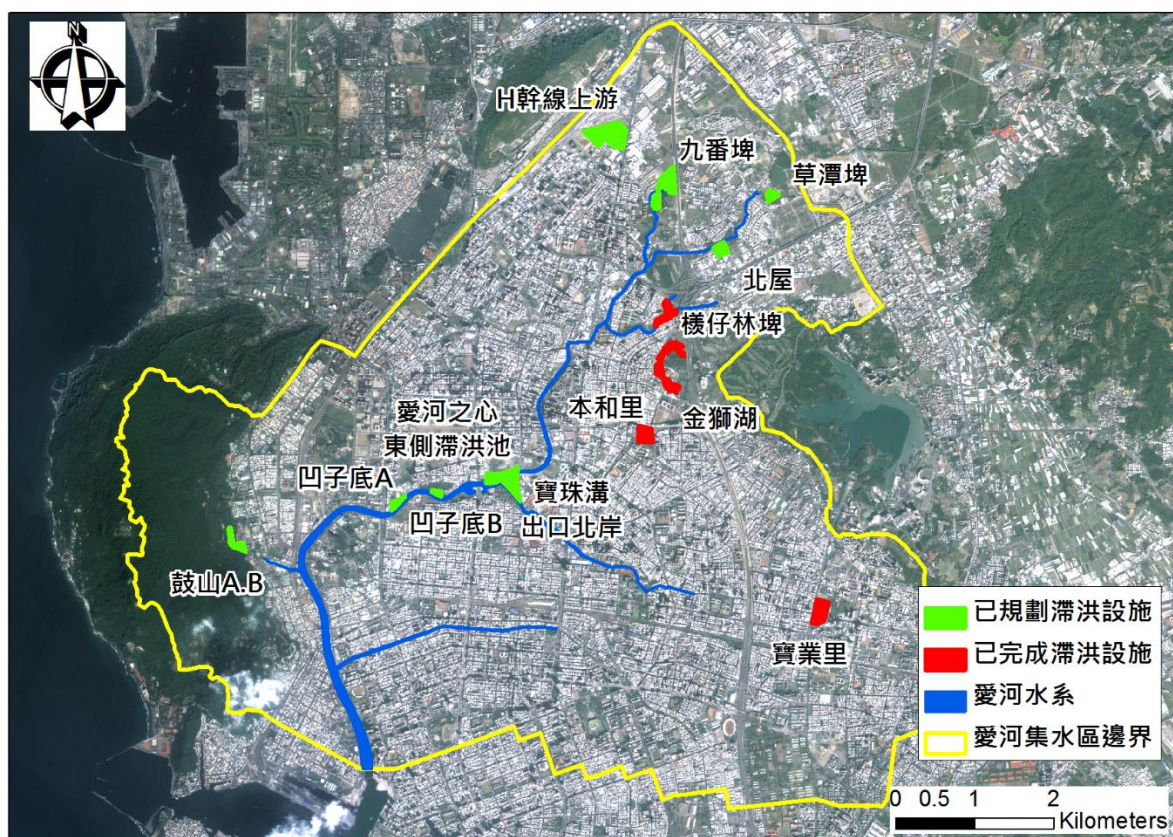 N
H幹線上游
九番埤
草潭埤
北屋
檨仔林埤
愛河之心
東側滯洪池
本和里
金獅湖
凹子底A
凹子底B
寶珠溝
出口北岸
鼓山A.B
寶業里
已規劃滯洪設施
已完成滯洪設施
愛河水系
愛河集水區邊界
0 0.5 1 2
Kilometers